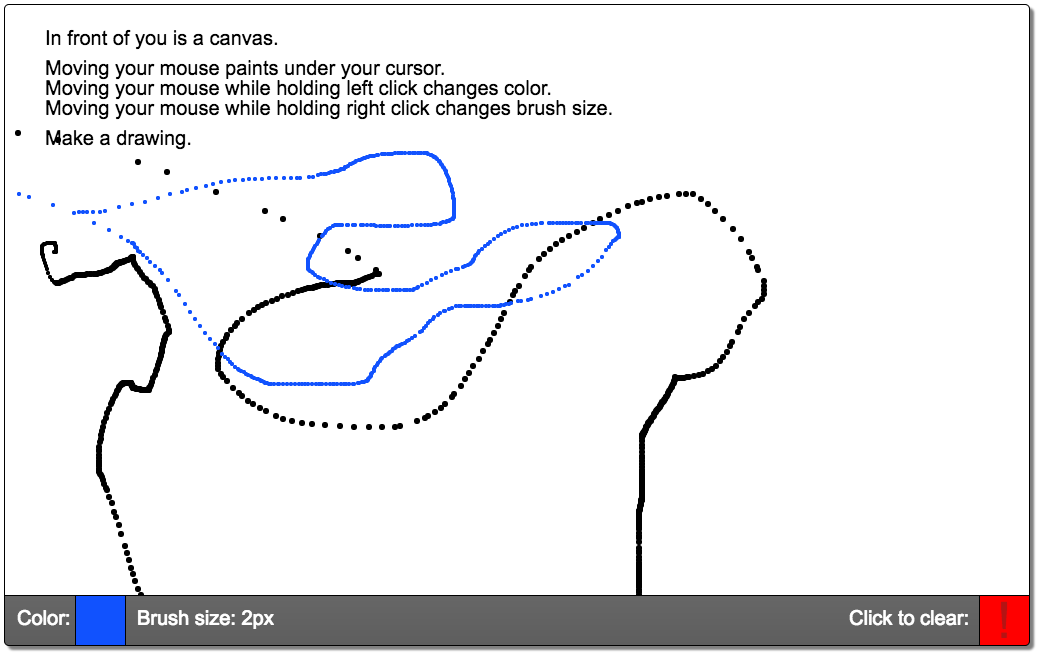 In front of you is a canvas.
Moving your mouse paints under your cursor.
Moving your mouse while holding left click changes color.
Moving your mouse while holding right click changes brush size.
Make a drawing.
Color:
Brush size: 2px
Click to clear:
!